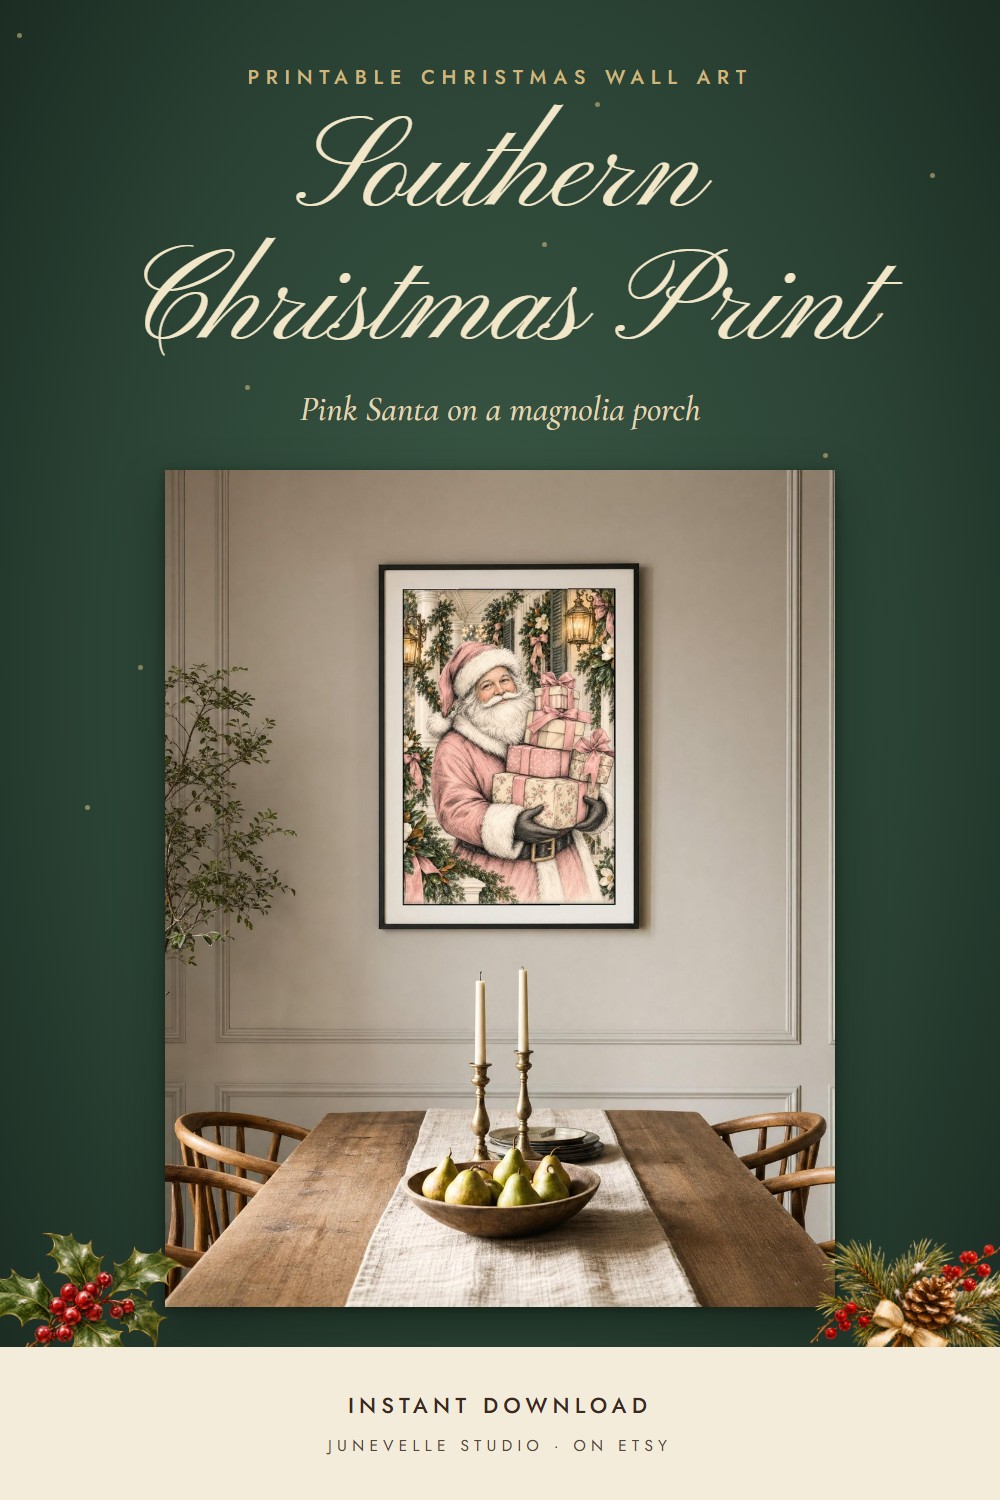 PRINTABLE CHRISTMAS WALL ART
Southern
Christmas Print
Pink Santa on a magnolia porch
INSTANT DOWNLOAD
JUNEVELLE STUDIO · ON ETSY